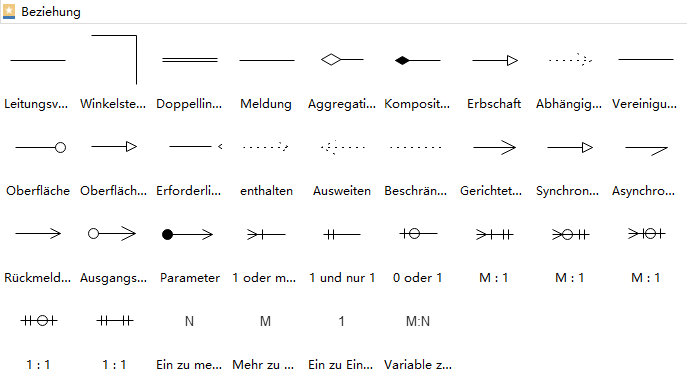 Beziehung
Leitungsv... Winkelste... Doppellin... Meldung Aggregati... Komposit... Erbschaft Abhängig... Vereinigu...
Oberfläche Oberfläch... Erforderli... enthalten Ausweiten Beschrän... Gerichtet... Synchron... Asynchro...
Rückmeld... Ausgangs... Parameter 1 oder m... 1 und nur 1 0 oder 1 M : 1 M : 1 M : 1
N M 1 M:N
1 : 1 1 : 1 Ein zu me... Mehr zu ... Ein zu Ein... Variable z...